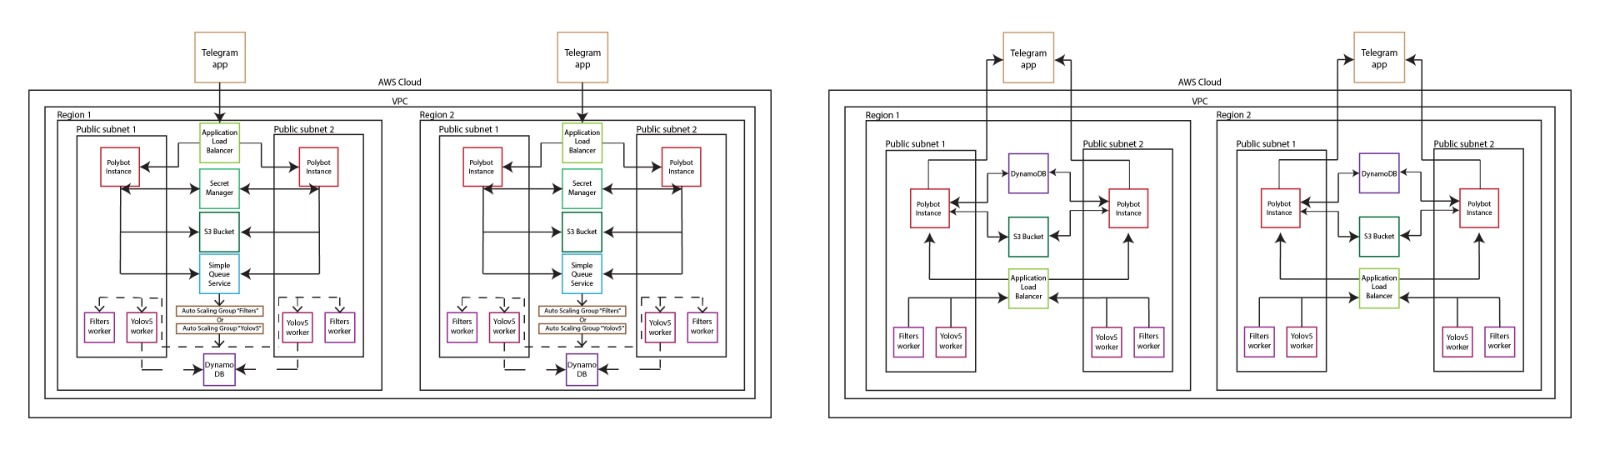 Telegram
app
Telegram
app
AWS Cloud
VPC
Region 1
Public subnet 1
Public subnet 2
Application
Load
Balancer
Polybot
Instance
Polybot
Instance
Secret
Manager
S3 Bucket
Simple
Queue
Service
Auto Scaling Group "Filters"
Or
Auto Scaling Group "Yolov5"
Filters
worker
Yolov5
worker
Yolov5
worker
Filters
worker
Dynamo
DB
Region 2
Public subnet 1
Public subnet 2
Application
Load
Balancer
Polybot
Instance
Polybot
Instance
Secret
Manager
S3 Bucket
Simple
Queue
Service
Auto Scaling Group "Filters"
Or
Auto Scaling Group "Yolov5"
Filters
worker
Yolov5
worker
Yolov5
worker
Filters
worker
Dynamo
DB
Telegram
app
Telegram
app
AWS Cloud
VPC
Region 1
Public subnet 1
Public subnet 2
DynamoDB
Polybot
Instance
Polybot
Instance
S3 Bucket
Application
Load
Balancer
Filters
worker
Yolov5
worker
Yolov5
worker
Filters
worker
Region 2
Public subnet 1
Public subnet 2
DynamoDB
Polybot
Instance
Polybot
Instance
S3 Bucket
Application
Load
Balancer
Filters
worker
Yolov5
worker
Yolov5
worker
Filters
worker